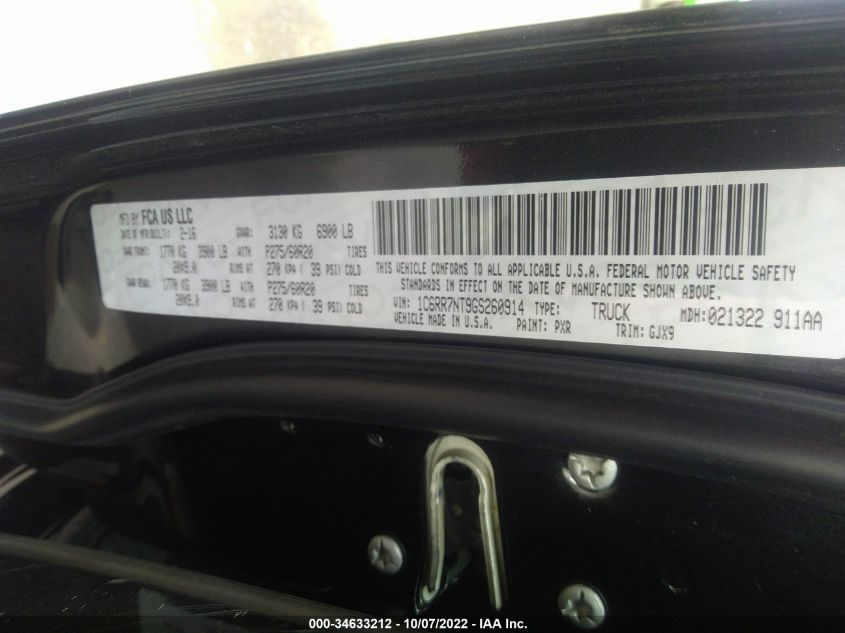 MFD BY FCA US LLC
DATE OF MFR(BUILT): 2-16 GVWR: 3130 KG 6900 LB
GAWR FRONT: 1770 KG 3900 LB WITH P275/60R20 TIRES
20X9.0 RIMS AT 270 KPA ( 39 PSI) COLD
GAWR REAR: 1770 KG 3900 LB WITH P275/60R20 TIRES
20X9.0 RIMS AT 270 KPA ( 39 PSI) COLD
THIS VEHICLE CONFORMS TO ALL APPLICABLE U.S.A. FEDERAL MOTOR VEHICLE SAFETY
STANDARDS IN EFFECT ON THE DATE OF MANUFACTURE SHOWN ABOVE.
VIN: 1C6RR7NT9GS260914 TYPE: TRUCK MDH:021322 911AA
VEHICLE MADE IN U.S.A. PAINT: PXR TRIM: GJX9
000-34633212 - 10/07/2022 - IAA Inc.